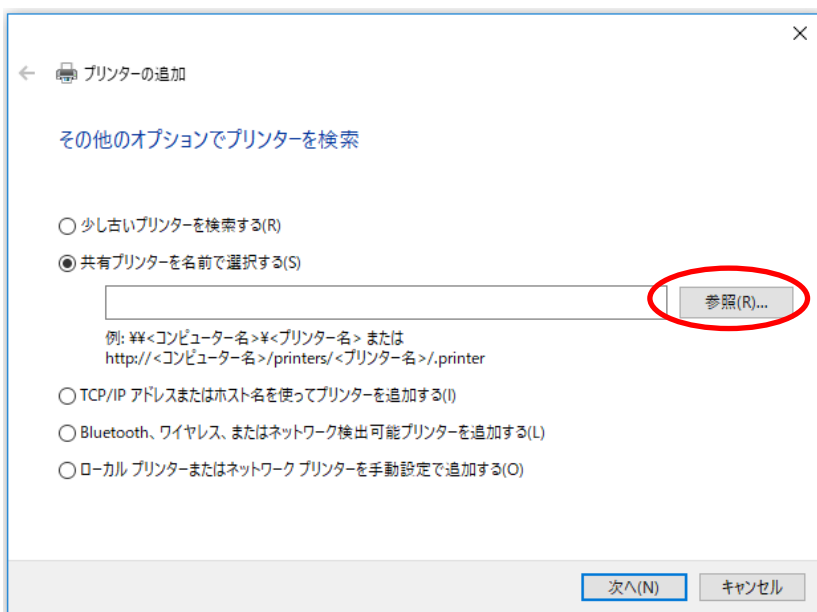 プリンターの追加
その他のオプションでプリンターを検索
少し古いプリンターを検索する(R)
共有プリンターを名前で選択する(S)
参照(R)...
例: ¥¥<コンピューター名>¥<プリンター名> または
http://<コンピューター名>/printers/<プリンター名>/.printer
TCP/IP アドレスまたはホスト名を使ってプリンターを追加する(I)
Bluetooth、ワイヤレス、またはネットワーク検出可能プリンターを追加する(L)
ローカル プリンターまたはネットワーク プリンターを手動設定で追加する(O)
次へ(N) キャンセル